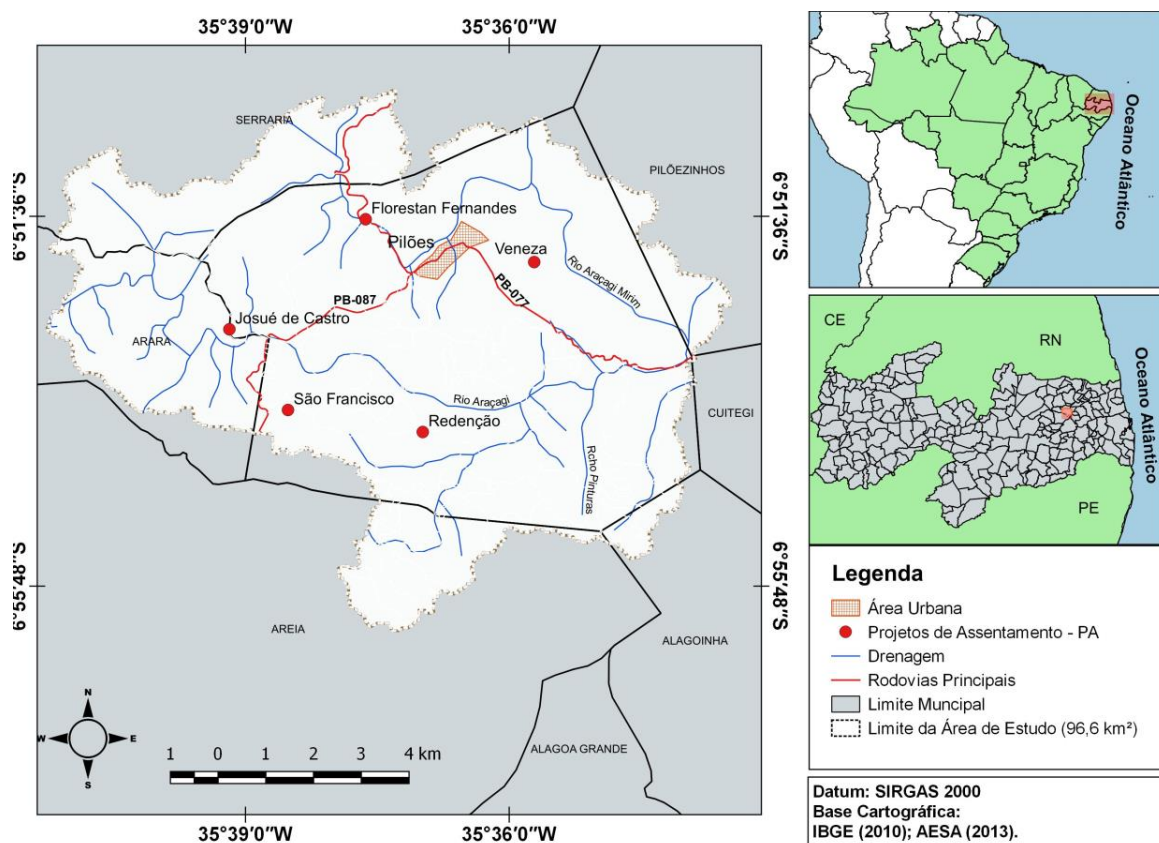 35°39'0"W
35°36'0"W
SERRARIA
PILÕEZINHOS
6°51'36"S
6°51'36"S
Florestan Fernandes
Pilões
Veneza
Rio Araçagi Mirim
PB-077
PB-087
Josué de Castro
ARARA
São Francisco
Rio Araçagi
Redenção
CUITEGI
Rcho Pinturas
6°55'48"S
6°55'48"S
AREIA
ALAGOINHA
ALAGOA GRANDE
N
W
E
S
1 0 1 2 3 4 km
35°39'0"W
35°36'0"W
Oceano Atlântico
CE
RN
PE
Oceano Atlântico
Legenda
Área Urbana
Projetos de Assentamento - PA
Drenagem
Rodovias Principais
Limite Muncipal
Limite da Área de Estudo (96,6 km²)
Datum: SIRGAS 2000
Base Cartográfica:
IBGE (2010); AESA (2013).